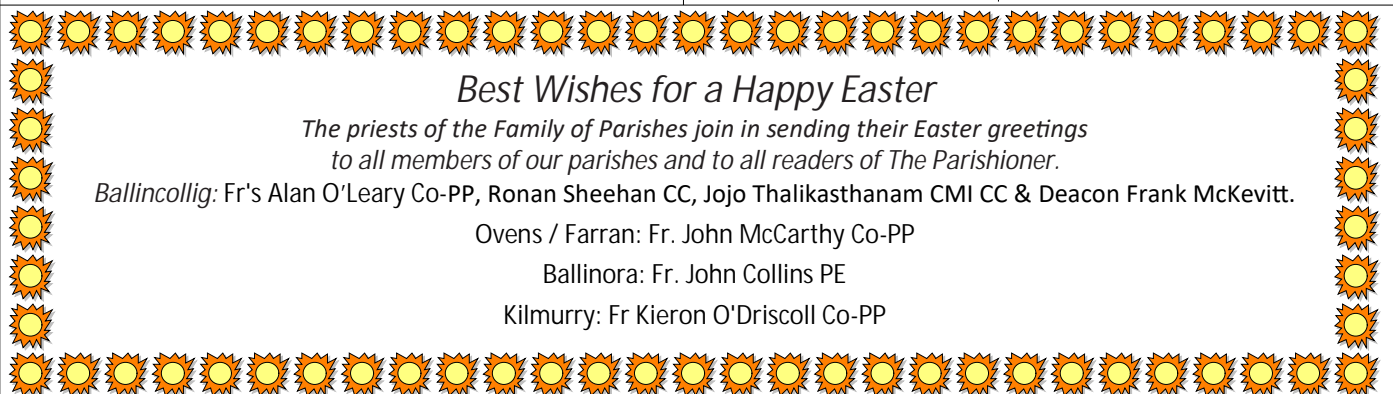 Best Wishes for a Happy Easter
The priests of the Family of Parishes join in sending their Easter greetings
to all members of our parishes and to all readers of The Parishioner.
Ballincollig: Fr's Alan O’Leary Co-PP, Ronan Sheehan CC, Jojo Thalikasthanam CMI CC & Deacon Frank McKevitt.
Ovens / Farran: Fr. John McCarthy Co-PP
Ballinora: Fr. John Collins PE
Kilmurry: Fr Kieron O'Driscoll Co-PP